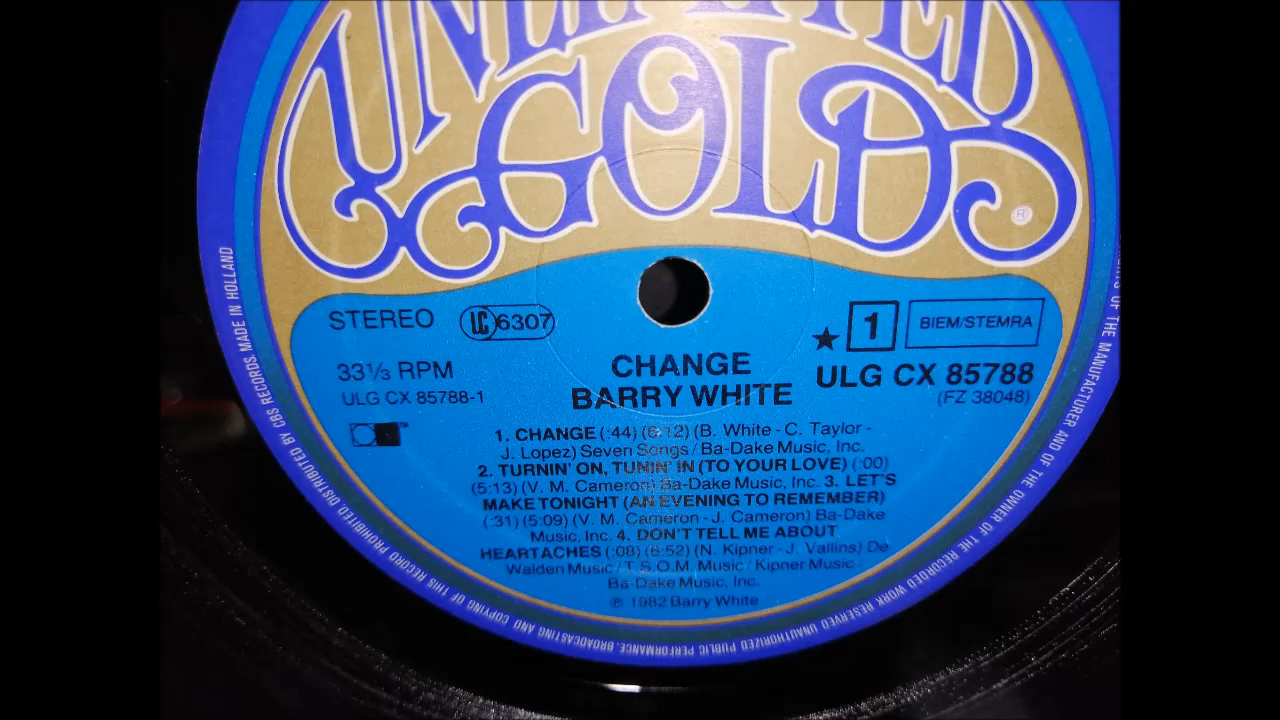 UNLIMITED
GOLD
®
STEREO
LC 6307
★ 1
BIEM/STEMRA
33⅓ RPM
ULG CX 85788-1
CHANGE
BARRY WHITE
ULG CX 85788
(FZ 38048)
1. CHANGE (:44) (6:12) (B. White - C. Taylor -
J. Lopez) Seven Songs / Ba-Dake Music, Inc.
2. TURNIN' ON, TUNIN' IN (TO YOUR LOVE) (:00)
(5:13) (V. M. Cameron) Ba-Dake Music, Inc. 3. LET'S
MAKE TONIGHT (AN EVENING TO REMEMBER)
(:31) (5:09) (V. M. Cameron - J. Cameron) Ba-Dake
Music, Inc. 4. DON'T TELL ME ABOUT
HEARTACHES (:08) (6:52) (N. Kipner - J. Vallins) De
Walden Music / T.S.O.M. Music / Kipner Music /
Ba-Dake Music, Inc.
℗ 1982 Barry White
OF THE MANUFACTURER AND OF THE OWNER OF THE RECORDED WORK RESERVED UNAUTHORIZED PUBLIC PERFORMANCE, BROADCASTING AND COPYING OF THIS RECORD PROHIBITED DISTRIBUTED BY CBS RECORDS. MADE IN HOLLAND